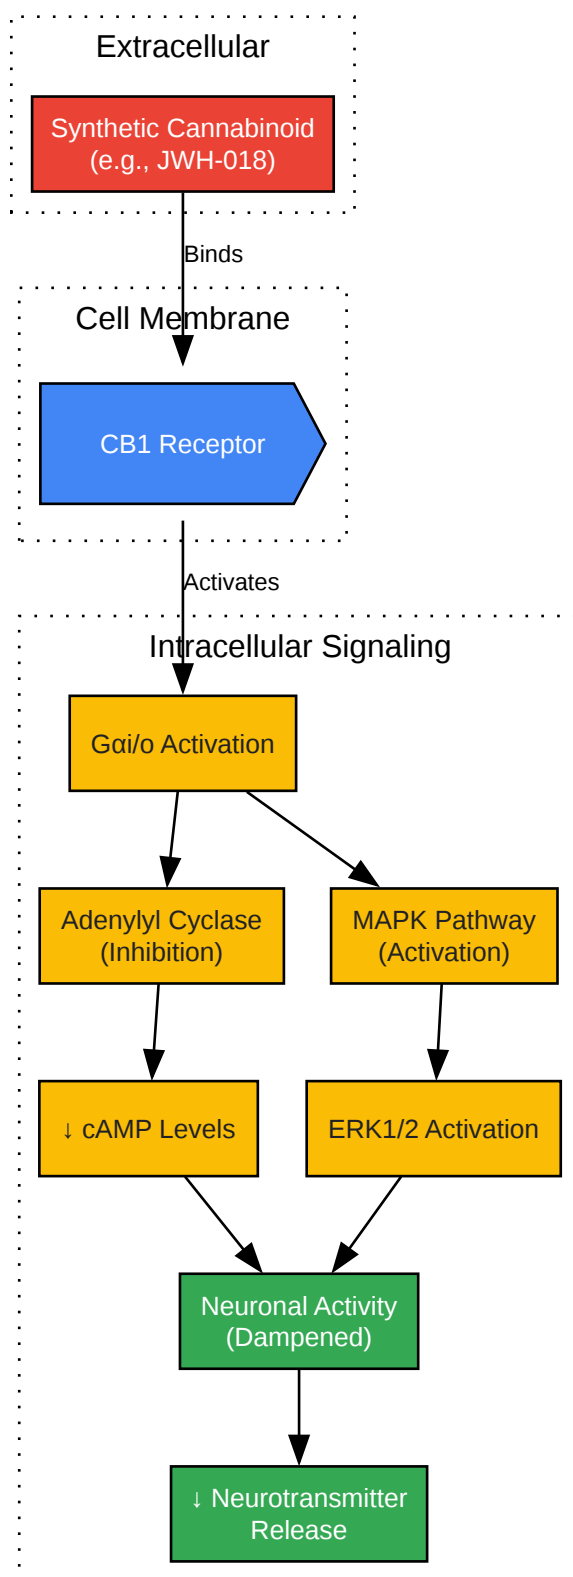 Extracellular
Synthetic Cannabinoid
(e.g., JWH-018)
Binds
Cell Membrane
CB1 Receptor
Activates
Intracellular Signaling
Gαi/o Activation
Adenylyl Cyclase
(Inhibition)
MAPK Pathway
(Activation)
↓ cAMP Levels
ERK1/2 Activation
Neuronal Activity
(Dampened)
↓ Neurotransmitter
Release